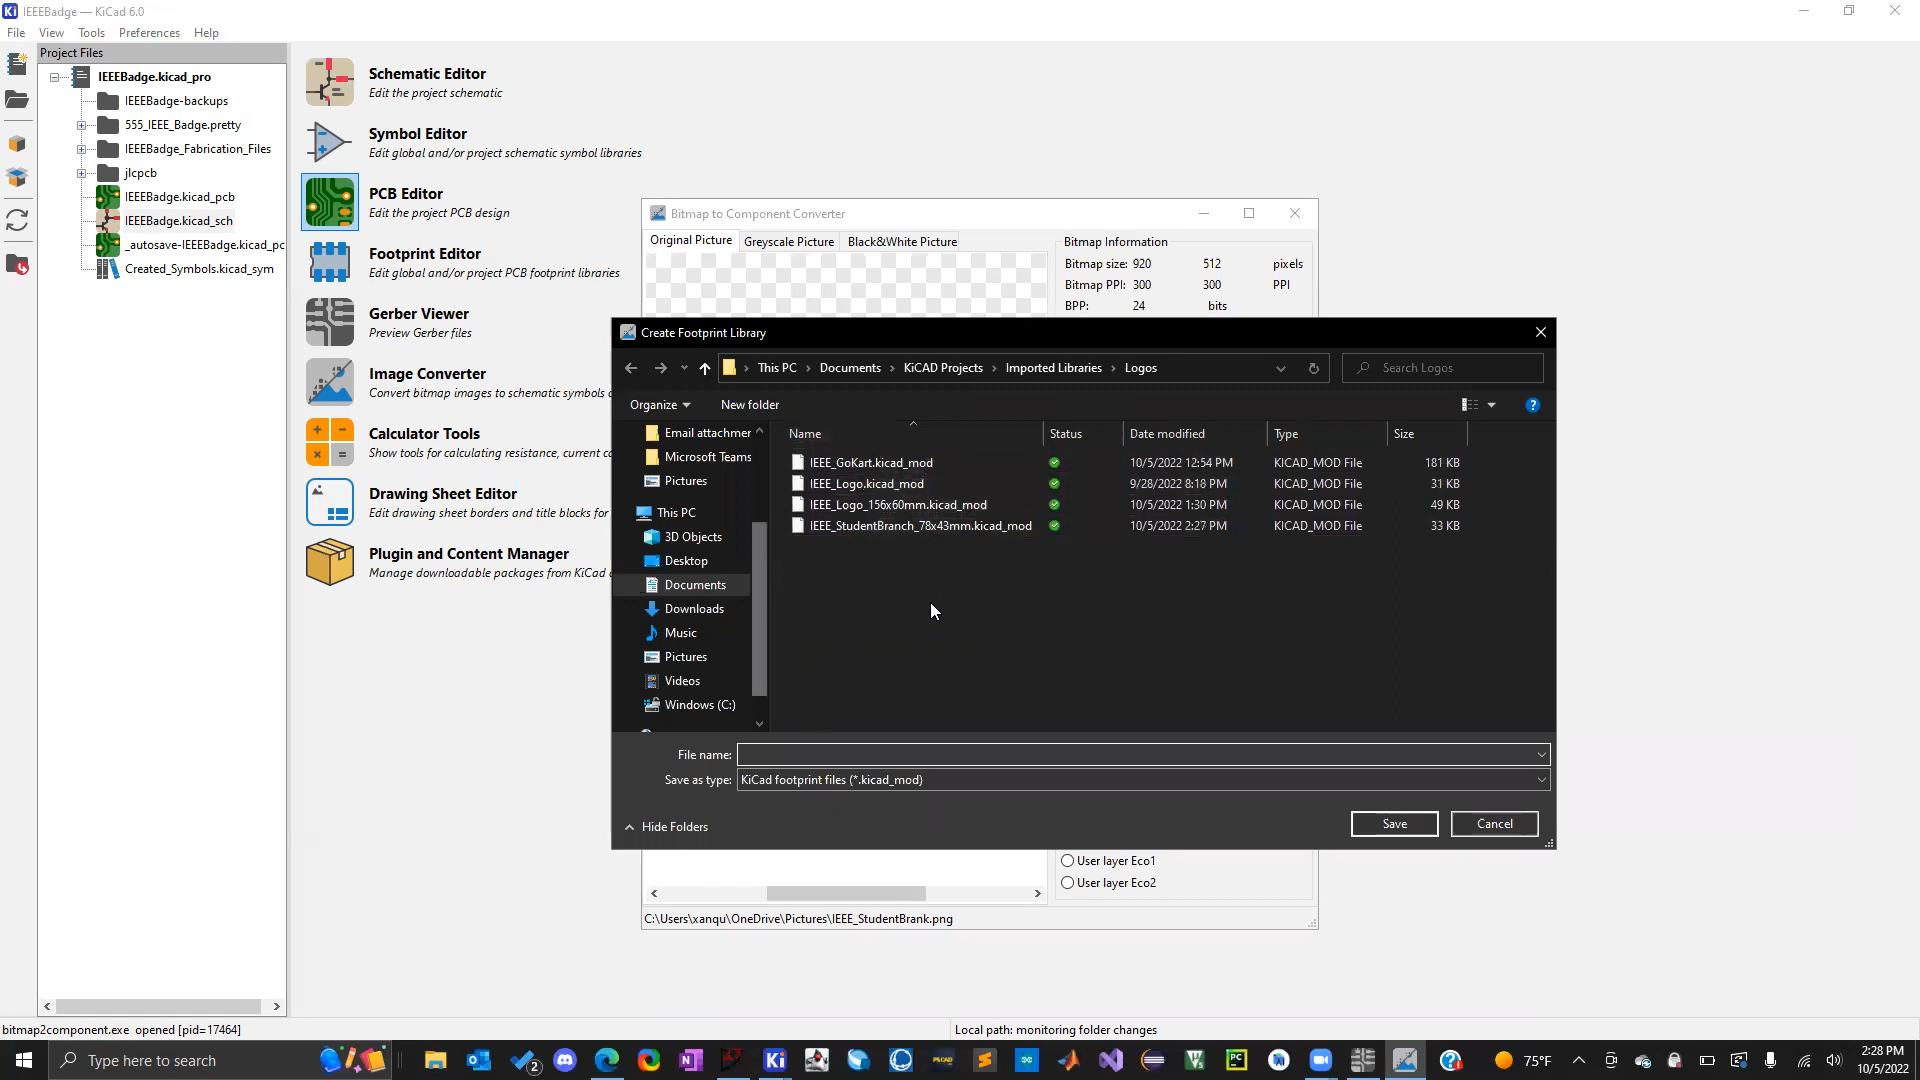 IEEEBadge — KiCad 6.0
File View Tools Preferences Help
Project Files
IEEEBadge.kicad_pro
IEEEBadge-backups
555_IEEE_Badge.pretty
IEEEBadge_Fabrication_Files
jlcpcb
IEEEBadge.kicad_pcb
IEEEBadge.kicad_sch
_autosave-IEEEBadge.kicad_pc
Created_Symbols.kicad_sym
Schematic Editor
Edit the project schematic
Symbol Editor
Edit global and/or project schematic symbol libraries
PCB Editor
Edit the project PCB design
Footprint Editor
Edit global and/or project PCB footprint libraries
Gerber Viewer
Preview Gerber files
Image Converter
Convert bitmap images to schematic symbols
Calculator Tools
Show tools for calculating resistance, current
Drawing Sheet Editor
Edit drawing sheet borders and title blocks for
Plugin and Content Manager
Manage downloadable packages from KiCad
Bitmap to Component Converter
Original Picture Greyscale Picture Black&White Picture
Bitmap Information
Bitmap size: 920 512 pixels
Bitmap PPI: 300 300 PPI
BPP: 24 bits
Create Footprint Library
This PC Documents KiCAD Projects Imported Libraries Logos
Search Logos
Organize New folder
Email attachmer
Microsoft Teams
Pictures
This PC
3D Objects
Desktop
Documents
Downloads
Music
Pictures
Videos
Windows (C:)
Name Status Date modified Type Size
IEEE_GoKart.kicad_mod 10/5/2022 12:54 PM KICAD_MOD File 181 KB
IEEE_Logo.kicad_mod 9/28/2022 8:18 PM KICAD_MOD File 31 KB
IEEE_Logo_156x60mm.kicad_mod 10/5/2022 1:30 PM KICAD_MOD File 49 KB
IEEE_StudentBranch_78x43mm.kicad_mod 10/5/2022 2:27 PM KICAD_MOD File 33 KB
File name:
Save as type: KiCad footprint files (*.kicad_mod)
Hide Folders
Save Cancel
User layer Eco1
User layer Eco2
C:\Users\xanqu\OneDrive\Pictures\IEEE_StudentBrank.png
bitmap2component.exe opened [pid=17464]
Local path: monitoring folder changes
Type here to search
75°F
2:28 PM
10/5/2022